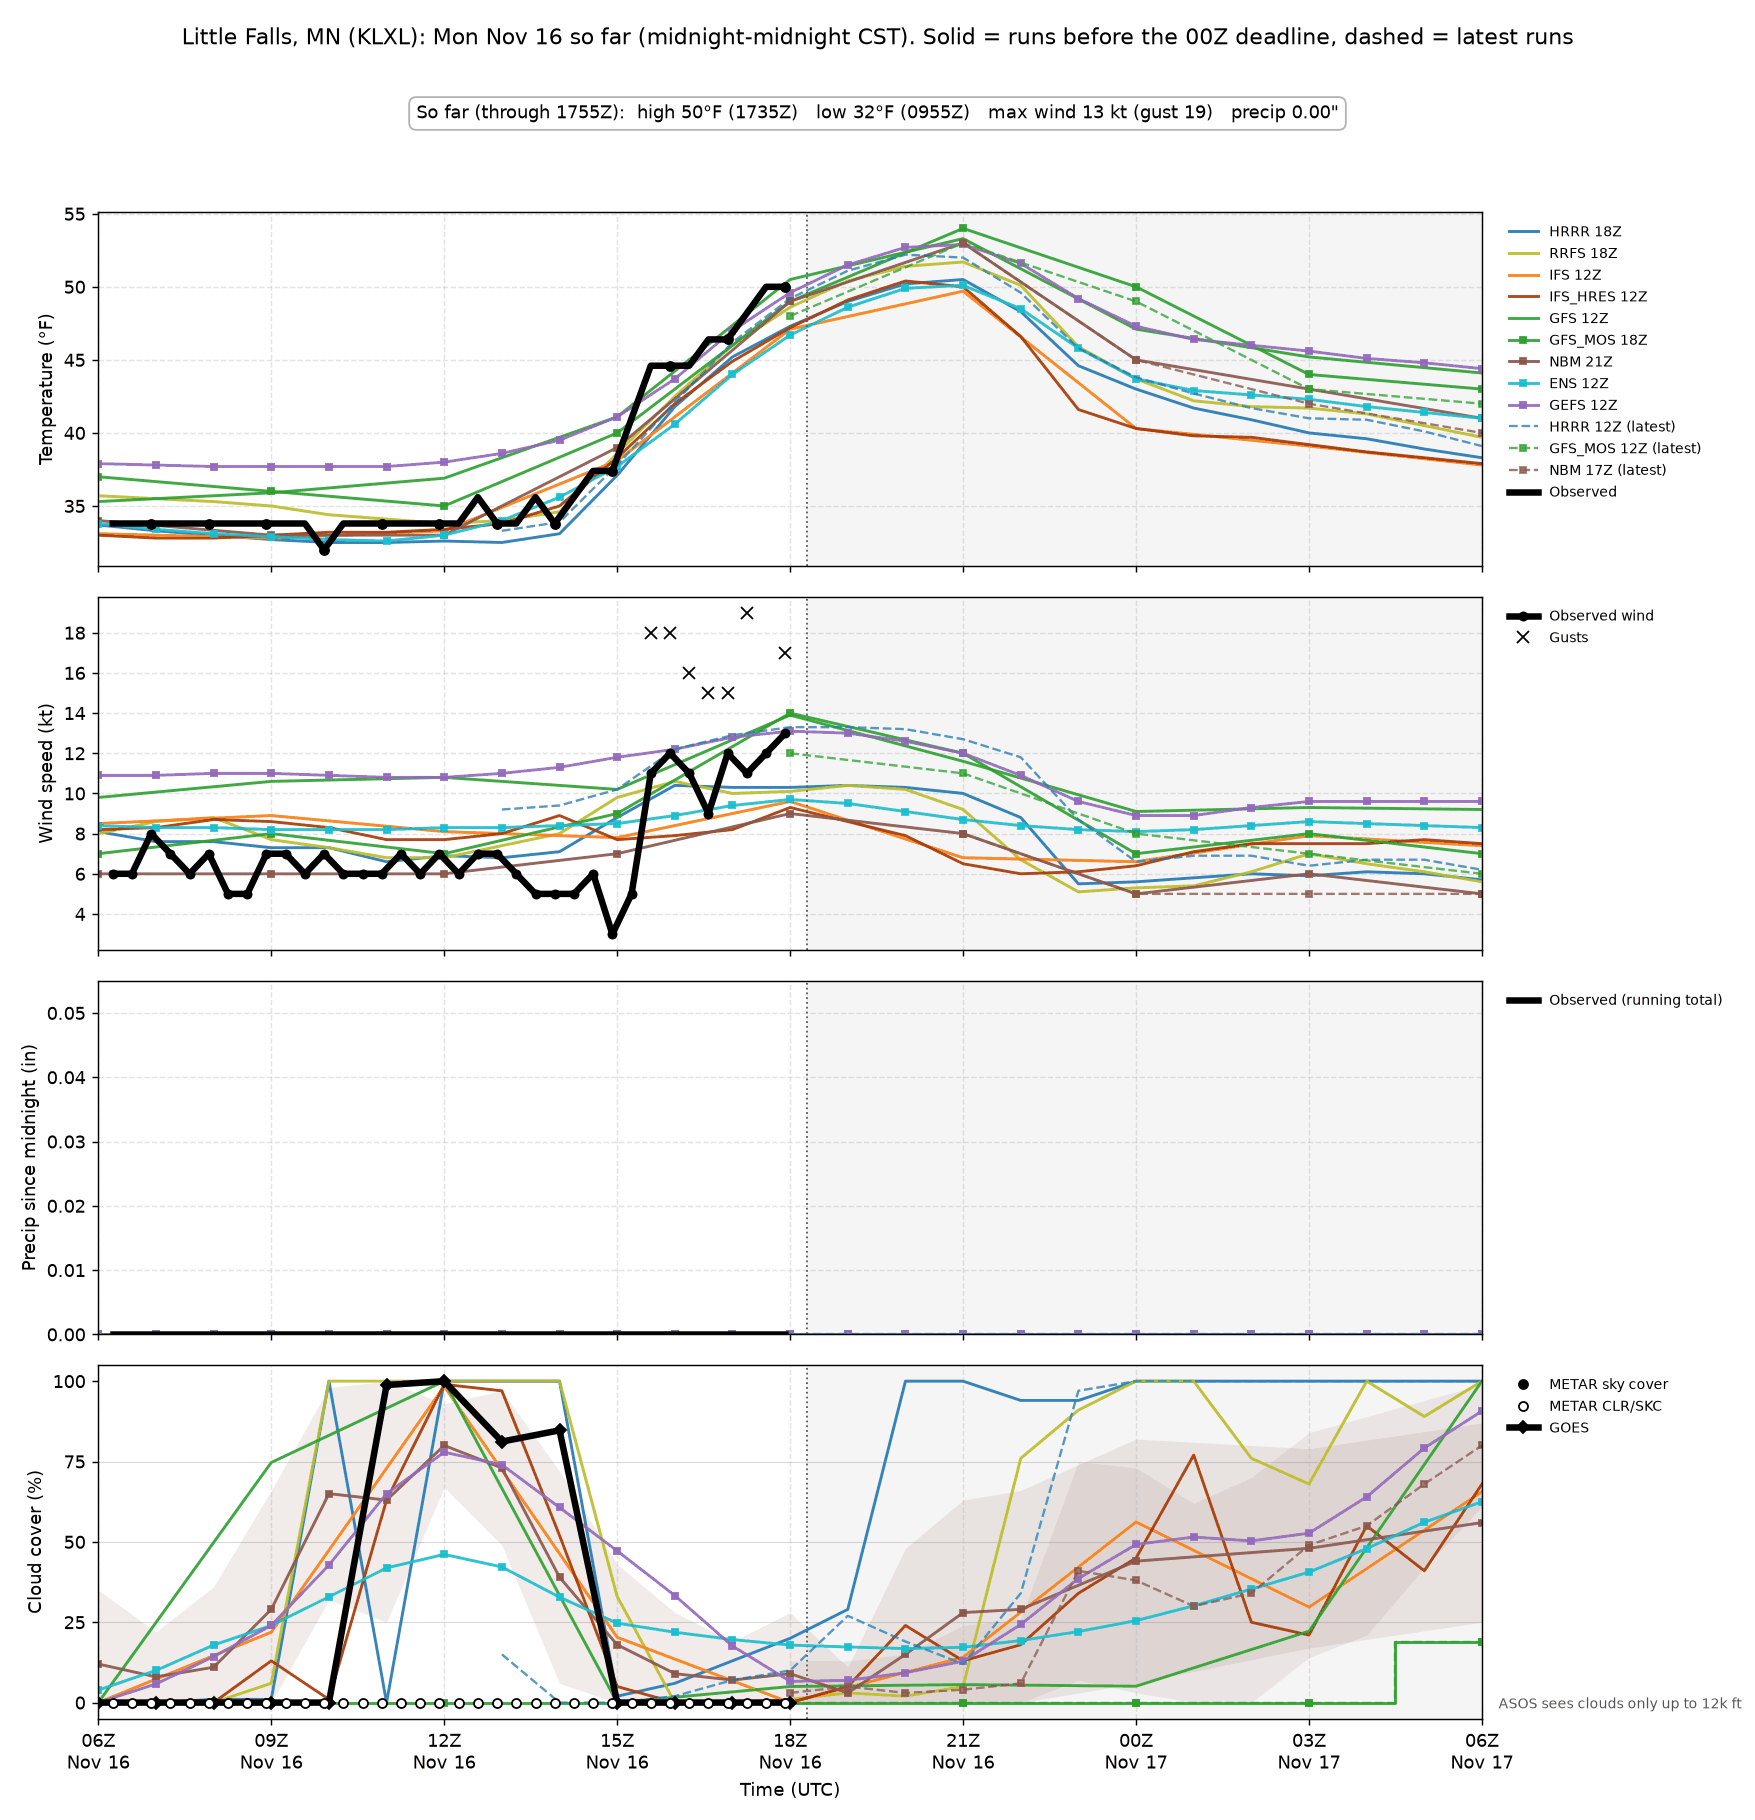 Little Falls, MN (KLXL): Mon Nov 16 so far (midnight-midnight CST). Solid = runs before the 00Z deadline, dashed = latest runs
So far (through 1755Z):  high 50°F (1735Z)   low 32°F (0955Z)   max wind 13 kt (gust 19)   precip 0.00"
Temperature (°F)
55
50
45
40
35
HRRR 18Z
RRFS 18Z
IFS 12Z
IFS_HRES 12Z
GFS 12Z
GFS_MOS 18Z
NBM 21Z
ENS 12Z
GEFS 12Z
HRRR 12Z (latest)
GFS_MOS 12Z (latest)
NBM 17Z (latest)
Observed
Wind speed (kt)
18
16
14
12
10
8
6
4
Observed wind
Gusts
Precip since midnight (in)
0.05
0.04
0.03
0.02
0.01
0.00
Observed (running total)
Cloud cover (%)
100
75
50
25
0
METAR sky cover
METAR CLR/SKC
GOES
ASOS sees clouds only up to 12k ft
06Z 09Z 12Z 15Z 18Z 21Z 00Z 03Z 06Z
Nov 16 Nov 16 Nov 16 Nov 16 Nov 16 Nov 16 Nov 17 Nov 17 Nov 17
Time (UTC)